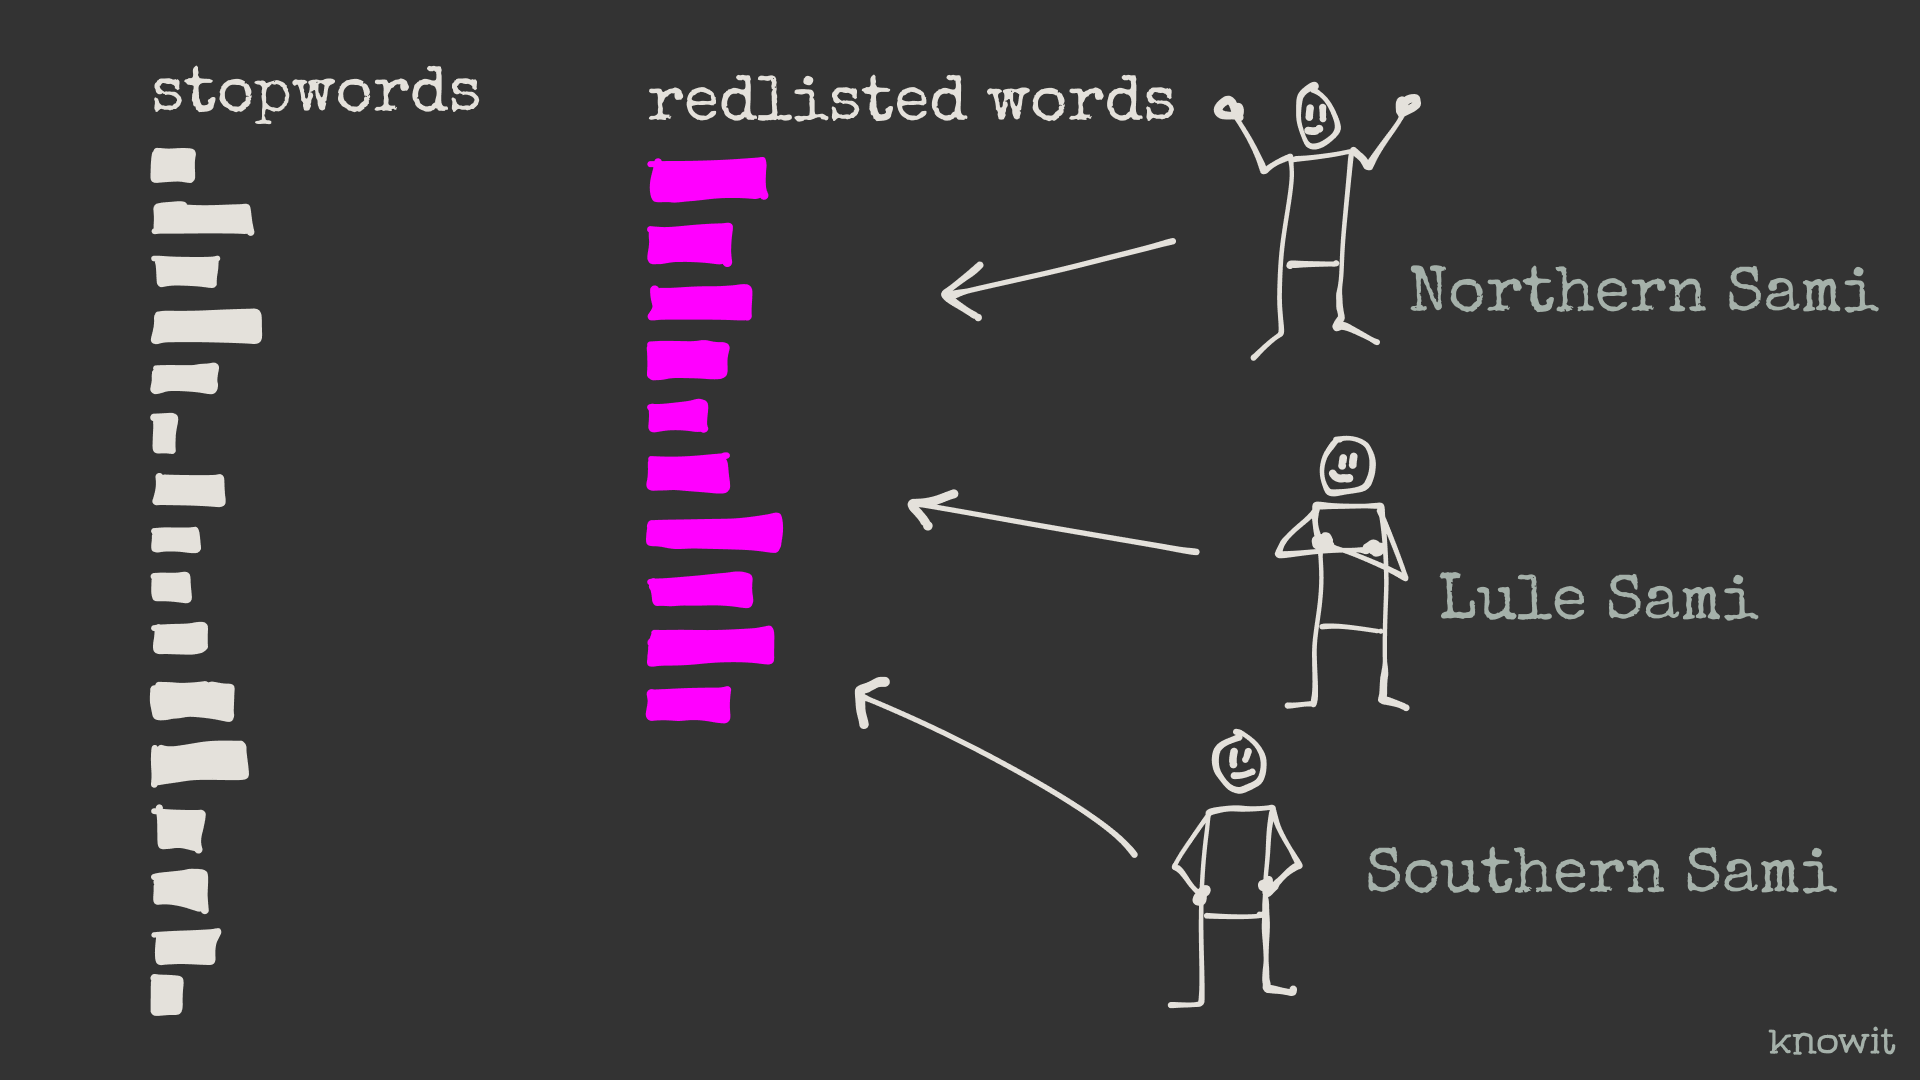 stopwords
redlisted words
Northern Sami
Lule Sami
Southern Sami
knowit